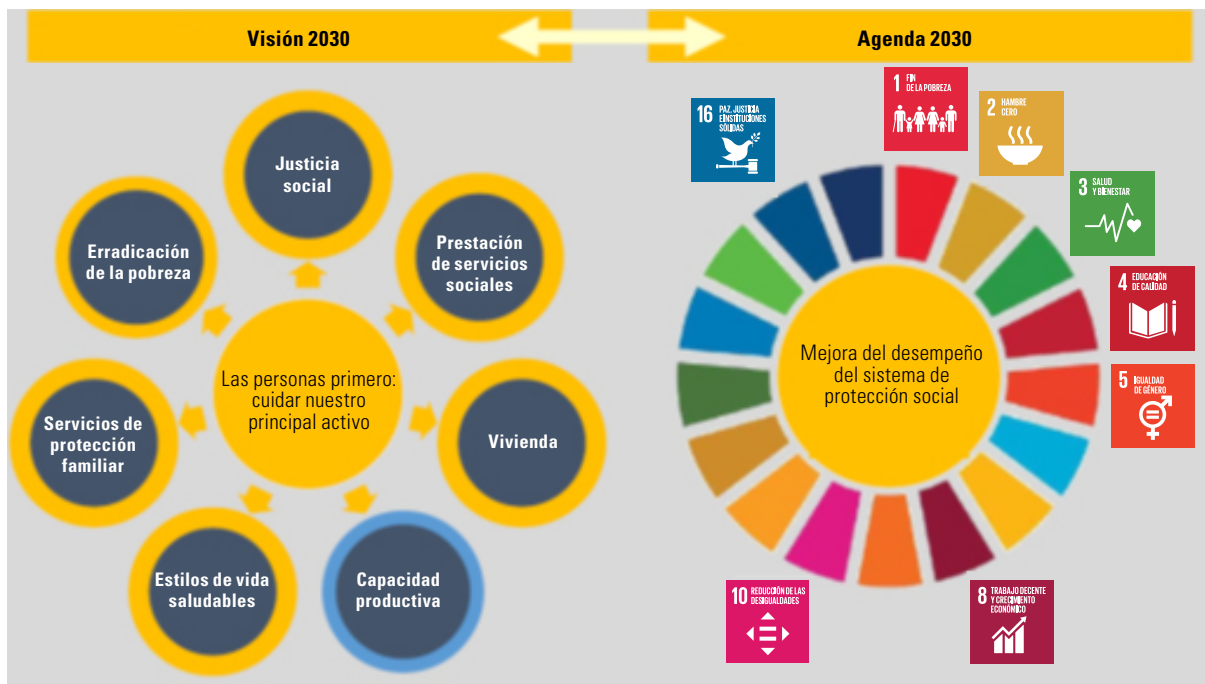 Visión 2030
Justicia
social
Prestación
de servicios
sociales
Vivienda
Capacidad
productiva
Estilos de vida
saludables
Servicios de
protección
familiar
Erradicación
de la pobreza
Las personas primero:
cuidar nuestro
principal activo
Agenda 2030
16 PAZ, JUSTICIA
E INSTITUCIONES
SÓLIDAS
1 FIN
DE LA POBREZA
2 HAMBRE
CERO
3 SALUD
Y BIENESTAR
4 EDUCACIÓN
DE CALIDAD
5 IGUALDAD
DE GÉNERO
8 TRABAJO DECENTE
Y CRECIMIENTO
ECONÓMICO
10 REDUCCIÓN DE LAS
DESIGUALDADES
Mejora del desempeño
del sistema de
protección social